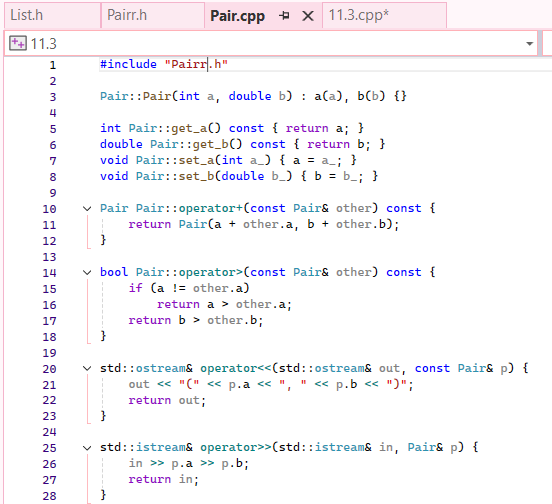 List.h Pairr.h Pair.cpp 11.3.cpp*
11.3
1 #include "Pairr.h"
2
3 Pair::Pair(int a, double b) : a(a), b(b) {}
4
5 int Pair::get_a() const { return a; }
6 double Pair::get_b() const { return b; }
7 void Pair::set_a(int a_) { a = a_; }
8 void Pair::set_b(double b_) { b = b_; }
9
10 Pair Pair::operator+(const Pair& other) const {
11     return Pair(a + other.a, b + other.b);
12 }
13
14 bool Pair::operator>(const Pair& other) const {
15     if (a != other.a)
16         return a > other.a;
17     return b > other.b;
18 }
19
20 std::ostream& operator<<(std::ostream& out, const Pair& p) {
21     out << "(" << p.a << ", " << p.b << ")";
22     return out;
23 }
24
25 std::istream& operator>>(std::istream& in, Pair& p) {
26     in >> p.a >> p.b;
27     return in;
28 }